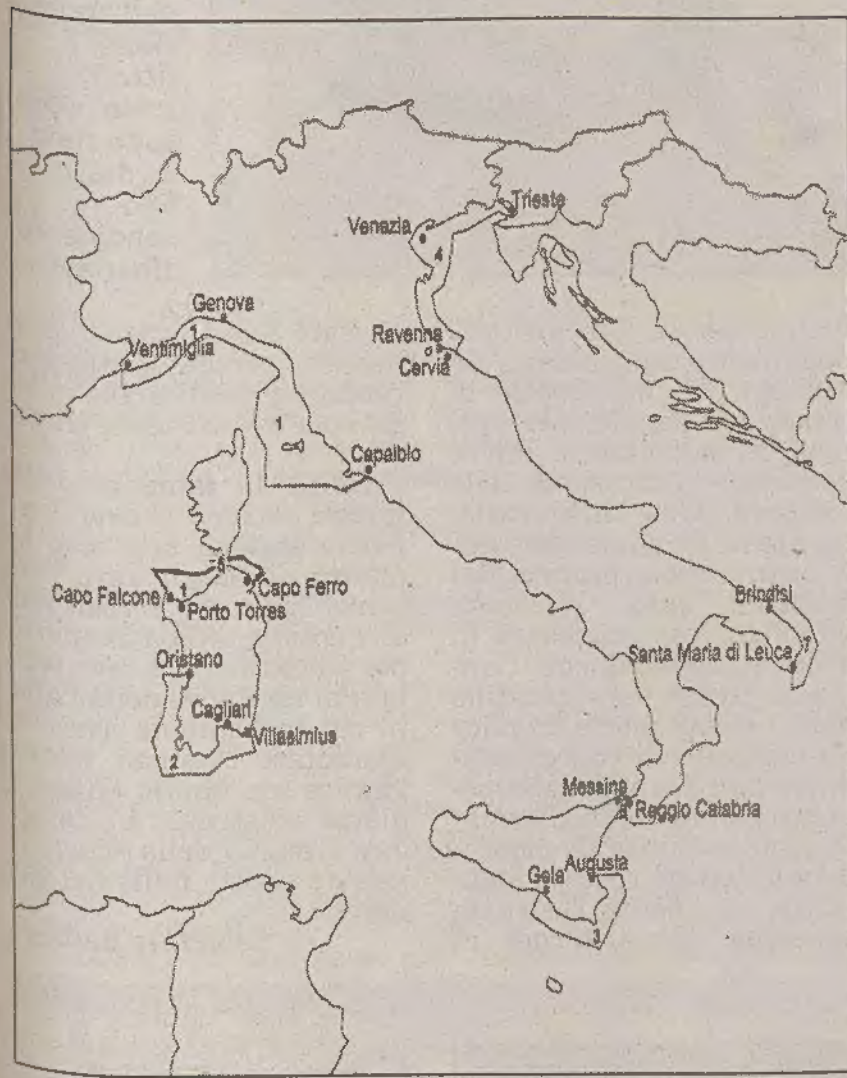 Trieste
Venezia
4
Genova
1
Ventimiglia
Ravenna
Cervia
1
Capalbio
Capo Falcone
1
Capo Ferro
Porto Torres
Brindisi
7
Santa Maria di Leuca
Oristano
Cagliari
Villasimius
2
Messina
Reggio Calabria
Augusta
Gela
3